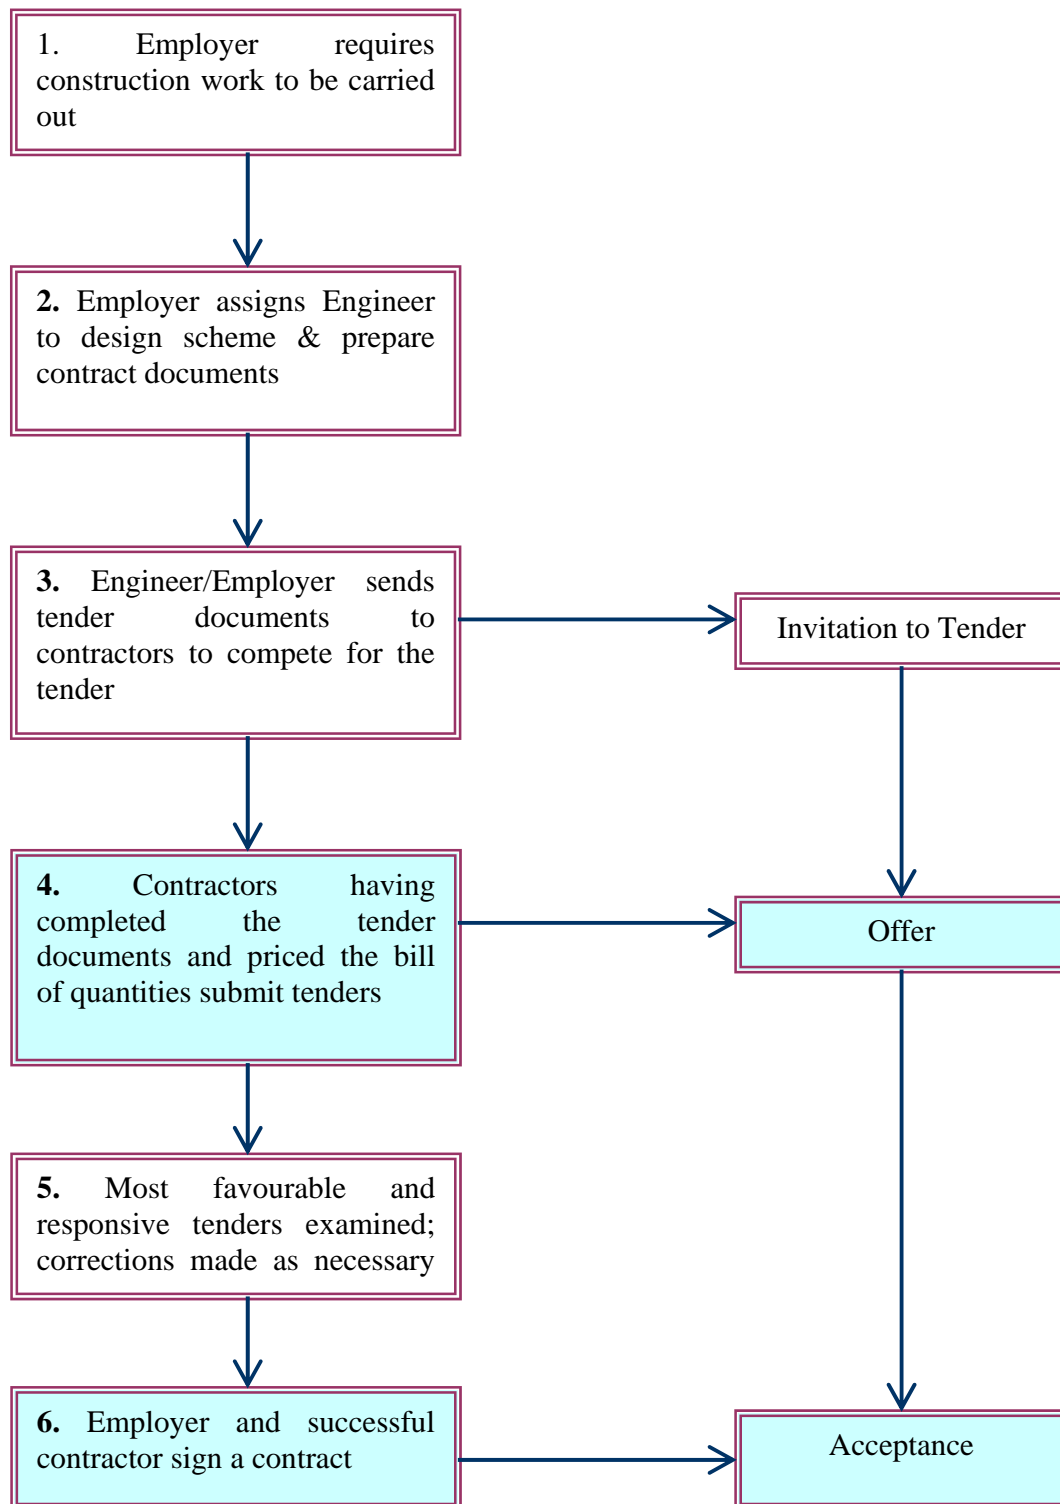 1. Employer requires
construction work to be carried
out
2. Employer assigns Engineer
to design scheme & prepare
contract documents
3. Engineer/Employer sends
tender documents to
contractors to compete for the
tender
Invitation to Tender
4. Contractors having
completed the tender
documents and priced the bill
of quantities submit tenders
Offer
5. Most favourable and
responsive tenders examined;
corrections made as necessary
6. Employer and successful
contractor sign a contract
Acceptance